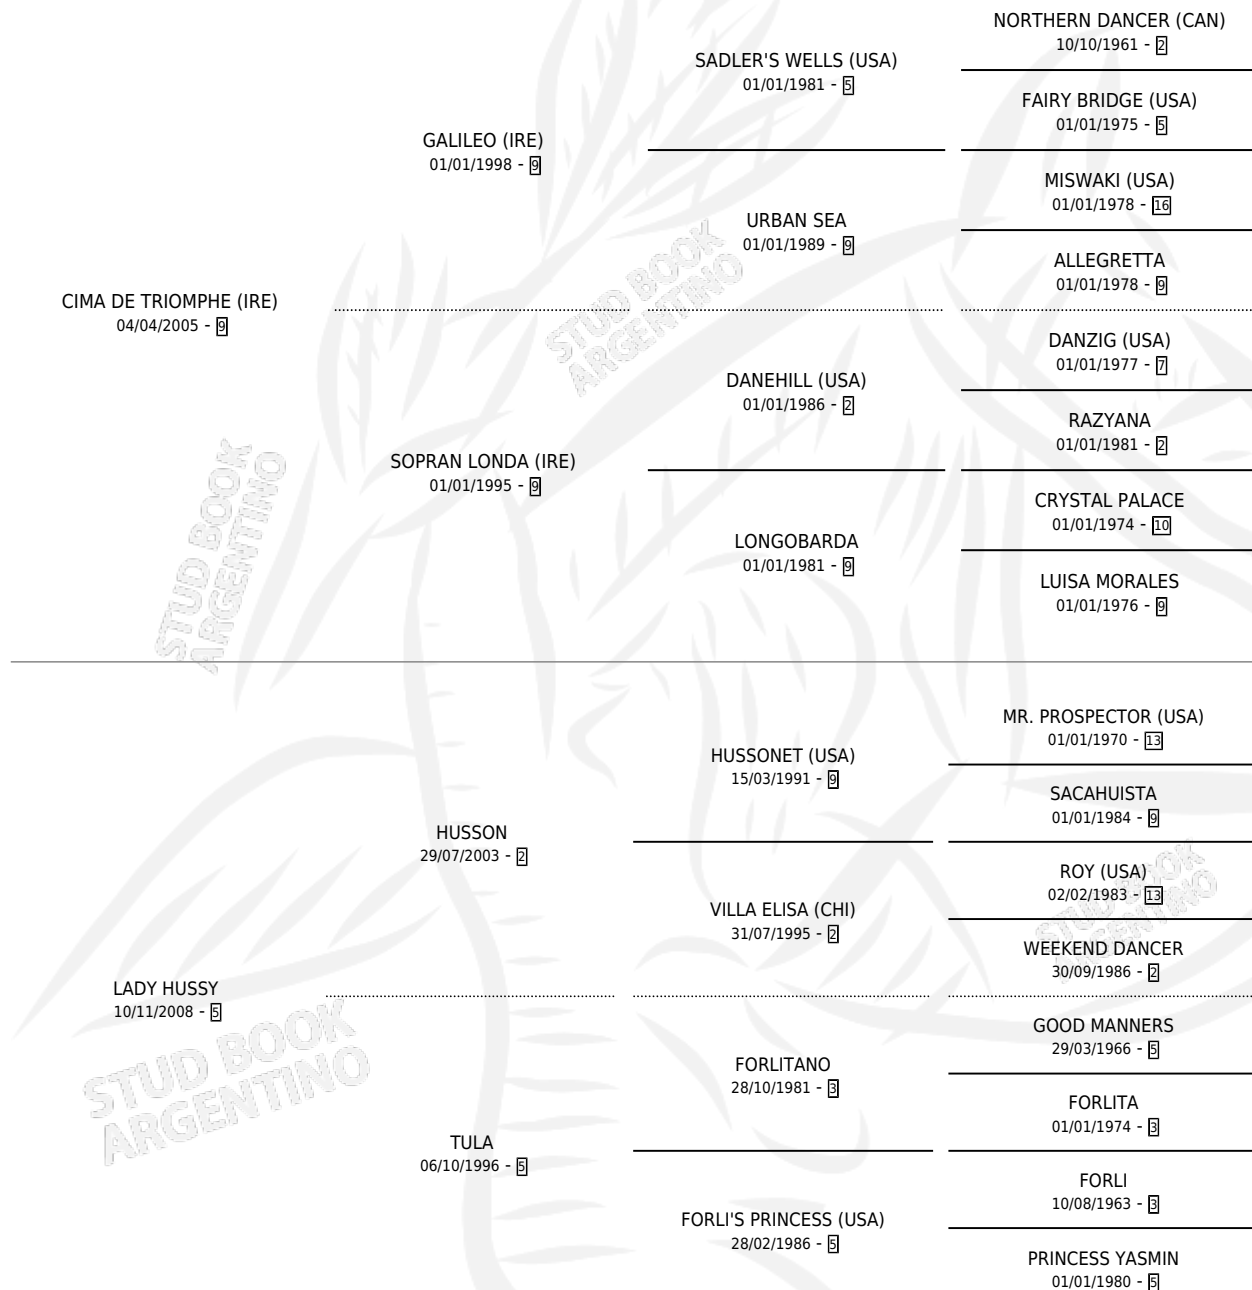 NORTHERN DANCER (CAN)
10/10/1961 - 2
SADLER'S WELLS (USA)
01/01/1981 - 5
FAIRY BRIDGE (USA)
01/01/1975 - 5
GALILEO (IRE)
01/01/1998 - 9
MISWAKI (USA)
01/01/1978 - 16
URBAN SEA
01/01/1989 - 9
ALLEGRETTA
01/01/1978 - 9
CIMA DE TRIOMPHE (IRE)
04/04/2005 - 9
STUD BOOK
ARGENTINO
DANZIG (USA)
01/01/1977 - 7
DANEHILL (USA)
01/01/1986 - 2
RAZYANA
01/01/1981 - 2
SOPRAN LONDA (IRE)
01/01/1995 - 9
CRYSTAL PALACE
01/01/1974 - 10
LONGOBARDA
01/01/1981 - 9
LUISA MORALES
01/01/1976 - 9
STUD BOOK
ARGENTINO
MR. PROSPECTOR (USA)
01/01/1970 - 13
HUSSONET (USA)
15/03/1991 - 9
SACAHUISTA
01/01/1984 - 9
HUSSON
29/07/2003 - 2
ROY (USA)
02/02/1983 - 13
VILLA ELISA (CHI)
31/07/1995 - 2
WEEKEND DANCER
30/09/1986 - 2
STUD BOOK
ARGENTINO
LADY HUSSY
10/11/2008 - 5
GOOD MANNERS
29/03/1966 - 5
FORLITANO
28/10/1981 - 3
FORLITA
01/01/1974 - 3
STUD BOOK
ARGENTINO
TULA
06/10/1996 - 5
FORLI
10/08/1963 - 3
FORLI'S PRINCESS (USA)
28/02/1986 - 5
PRINCESS YASMIN
01/01/1980 - 5